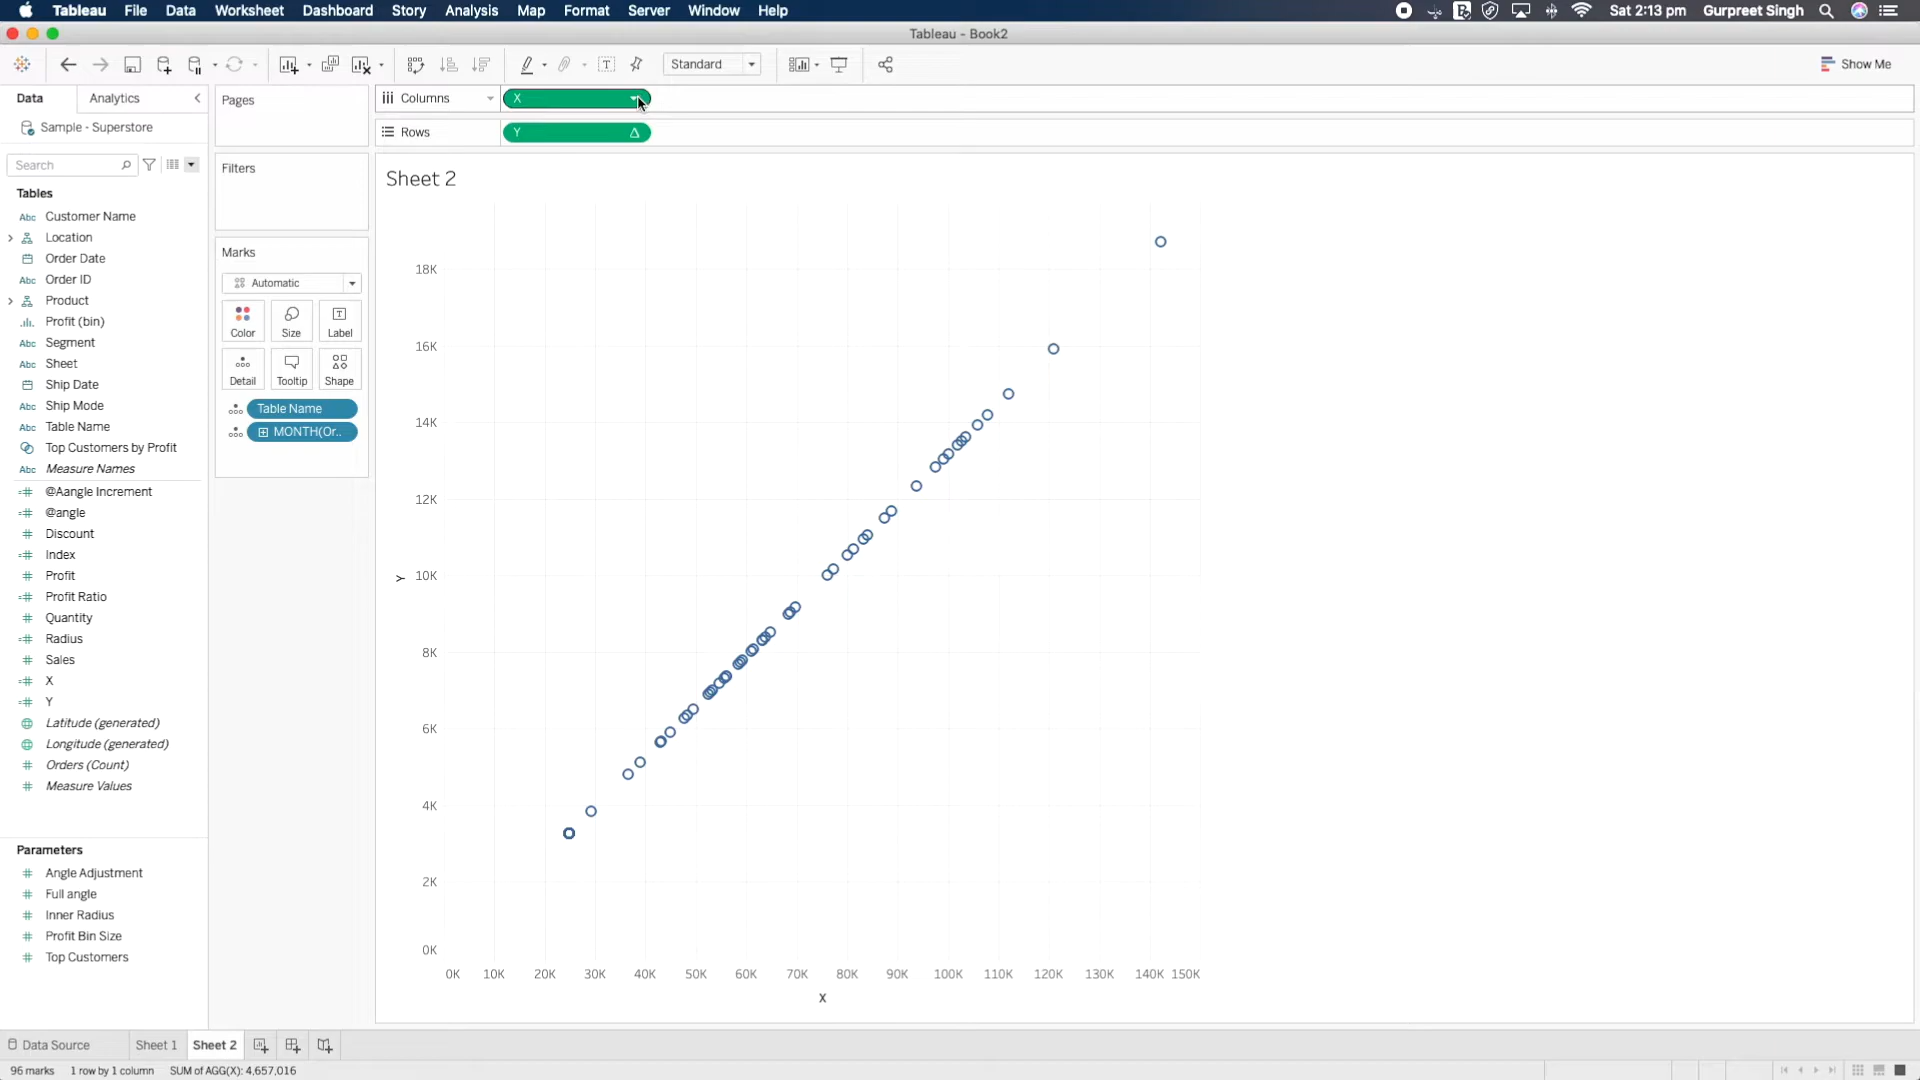 Tableau File Data Worksheet Dashboard Story Analysis Map Format Server Window Help Sat 2:13 pm Gurpreet Singh
Tableau - Book2
Standard Show Me
Data Analytics
Pages
Columns X
Sample - Superstore
Rows Y
Search
Filters
Sheet 2
Tables
Abc Customer Name
Location
Order Date
Abc Order ID
Product
Profit (bin)
Abc Segment
Abc Sheet
Ship Date
Abc Ship Mode
Abc Table Name
Top Customers by Profit
Abc Measure Names
@Aangle Increment
@angle
Discount
Index
Profit
Profit Ratio
Quantity
Radius
Sales
X
Y
Latitude (generated)
Longitude (generated)
Orders (Count)
Measure Values
Parameters
Angle Adjustment
Full angle
Inner Radius
Profit Bin Size
Top Customers
Marks
Automatic
Color Size Label
Detail Tooltip Shape
Table Name
MONTH(Or..
18K
16K
14K
12K
10K
8K
6K
4K
2K
0K
Y
0K 10K 20K 30K 40K 50K 60K 70K 80K 90K 100K 110K 120K 130K 140K 150K
X
Data Source Sheet 1 Sheet 2
96 marks 1 row by 1 column SUM of AGG(X): 4,657,016